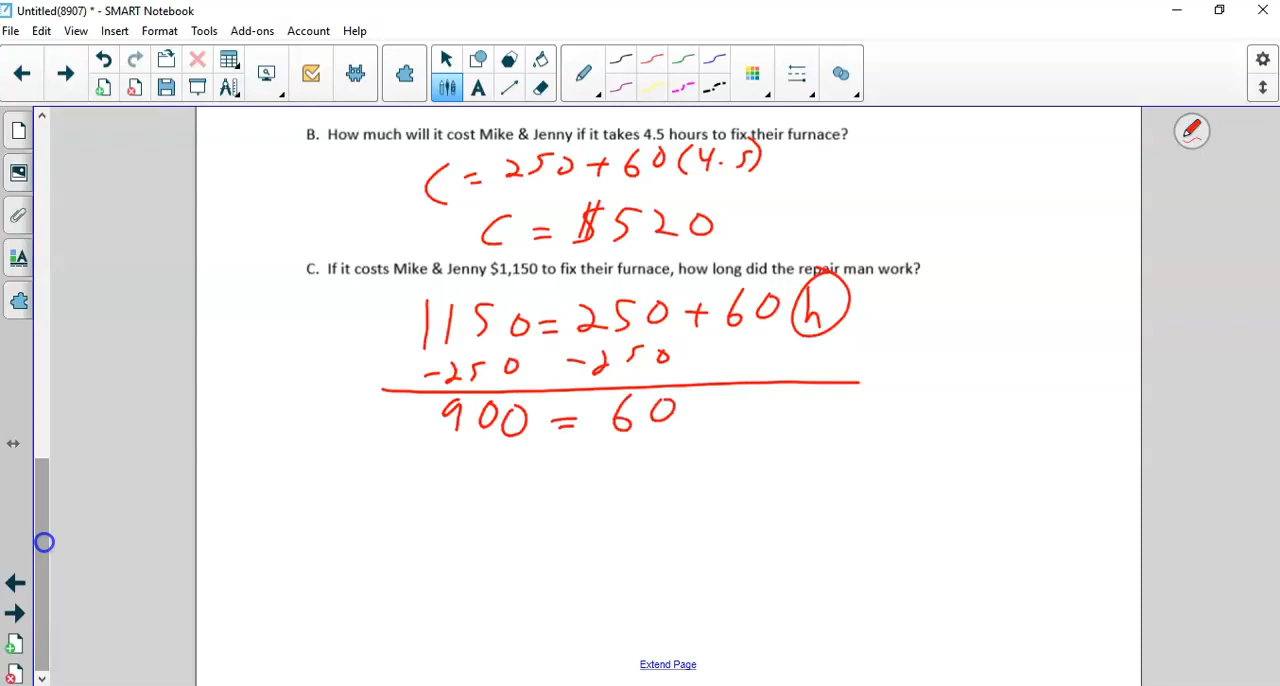 Untitled(8907) * - SMART Notebook
File Edit View Insert Format Tools Add-ons Account Help
B. How much will it cost Mike & Jenny if it takes 4.5 hours to fix their furnace?
C = 250 + 60 (4.5)
C = $520
C. If it costs Mike & Jenny $1,150 to fix their furnace, how long did the repair man work?
1150 = 250 + 60 h
-250 -250
900 = 60
Extend Page